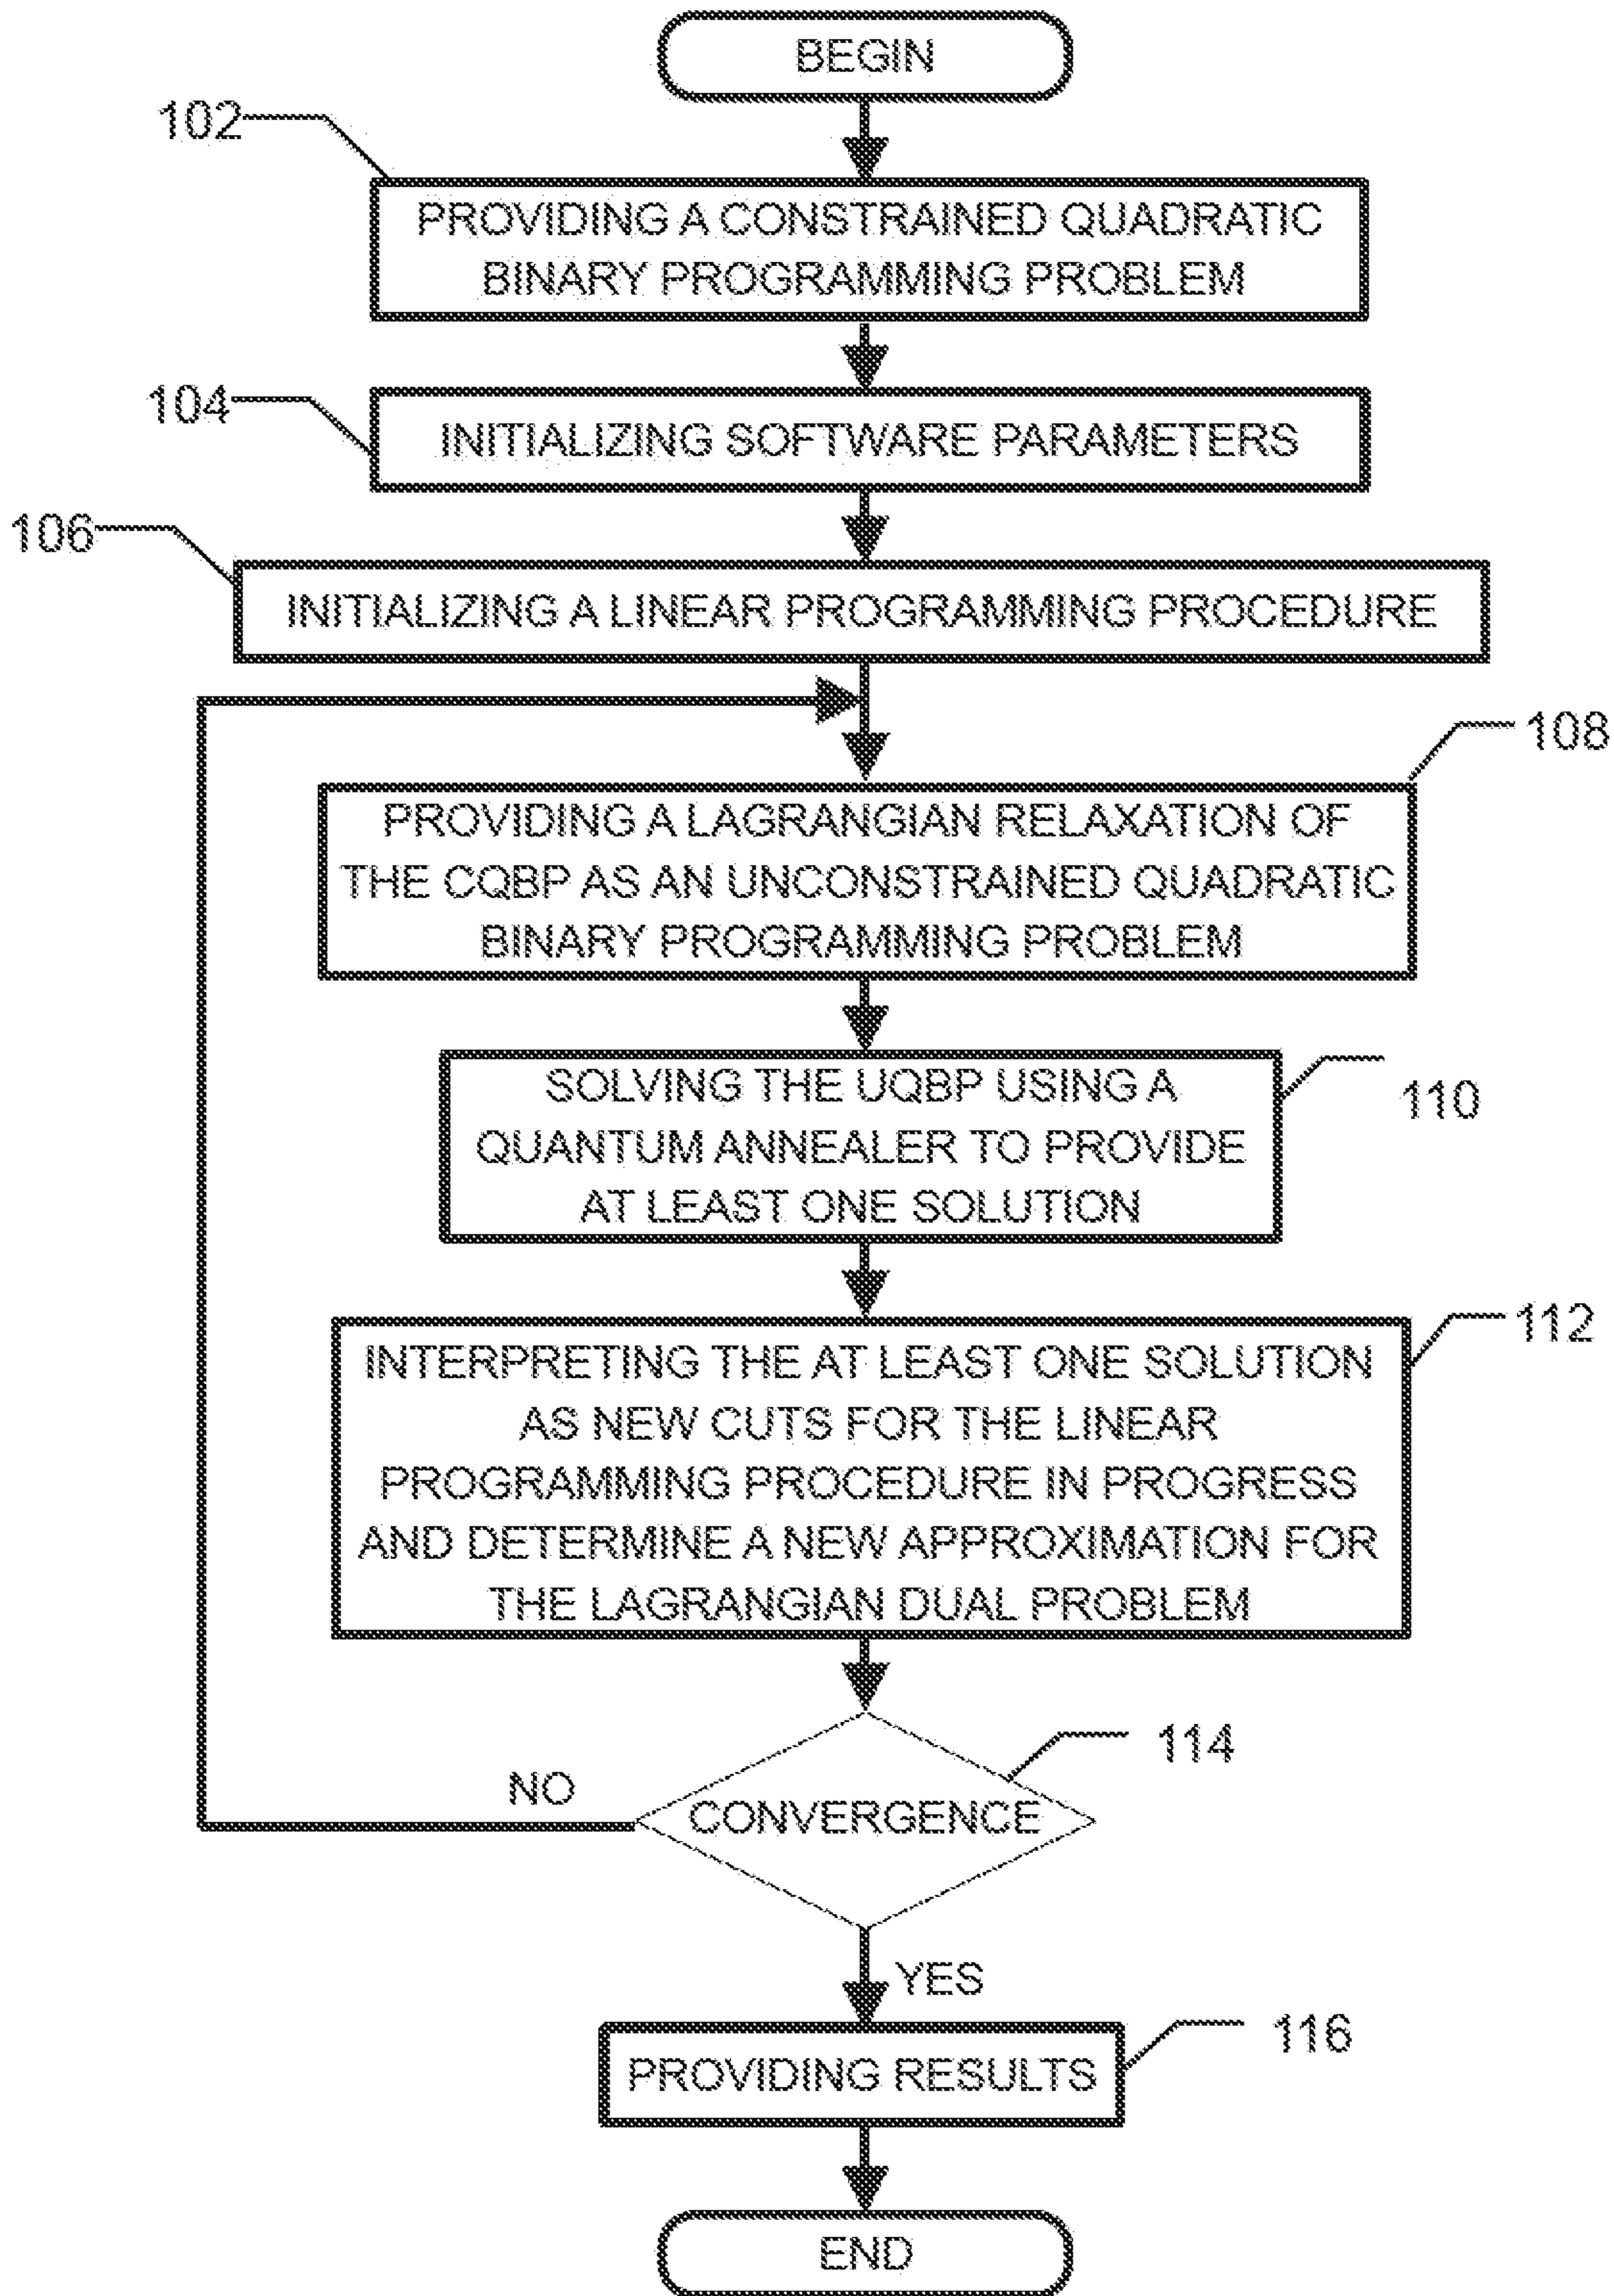 BEGIN
102
PROVIDING A CONSTRAINED QUADRATIC
BINARY PROGRAMMING PROBLEM
104
INITIALIZING SOFTWARE PARAMETERS
106
INITIALIZING A LINEAR PROGRAMMING PROCEDURE
108
PROVIDING A LAGRANGIAN RELAXATION OF
THE CQBP AS AN UNCONSTRAINED QUADRATIC
BINARY PROGRAMMING PROBLEM
110
SOLVING THE UQBP USING A
QUANTUM ANNEALER TO PROVIDE
AT LEAST ONE SOLUTION
112
INTERPRETING THE AT LEAST ONE SOLUTION
AS NEW CUTS FOR THE LINEAR
PROGRAMMING PROCEDURE IN PROGRESS
AND DETERMINE A NEW APPROXIMATION FOR
THE LAGRANGIAN DUAL PROBLEM
114
NO
CONVERGENCE
YES
116
PROVIDING RESULTS
END